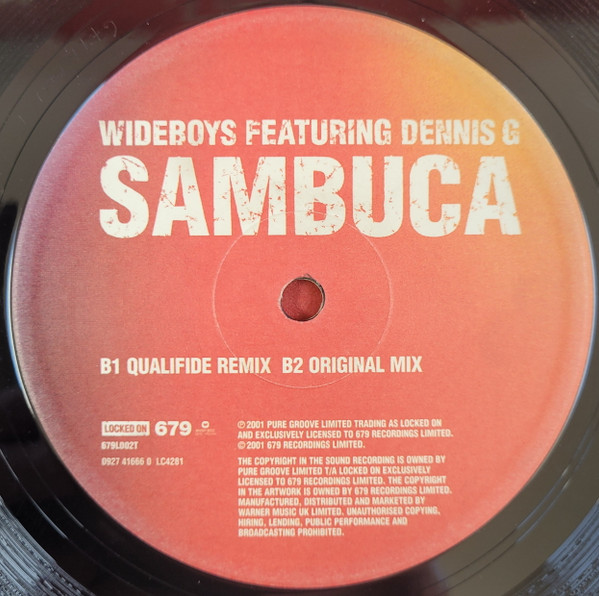 WIDEBOYS FEATURING DENNIS G
SAMBUCA
B1 QUALIFIDE REMIX B2 ORIGINAL MIX
LOCKED ON 679
679L002T
0927 41666 0 LC4281
℗ 2001 PURE GROOVE LIMITED TRADING AS LOCKED ON
AND EXCLUSIVELY LICENSED TO 679 RECORDINGS LIMITED.
© 2001 679 RECORDINGS LIMITED.
THE COPYRIGHT IN THE SOUND RECORDING IS OWNED BY
PURE GROOVE LIMITED T/A LOCKED ON EXCLUSIVELY
LICENSED TO 679 RECORDINGS LIMITED. THE COPYRIGHT
IN THE ARTWORK IS OWNED BY 679 RECORDINGS LIMITED.
MANUFACTURED, DISTRIBUTED AND MARKETED BY
WARNER MUSIC UK LIMITED. UNAUTHORISED COPYING,
HIRING, LENDING, PUBLIC PERFORMANCE AND
BROADCASTING PROHIBITED.